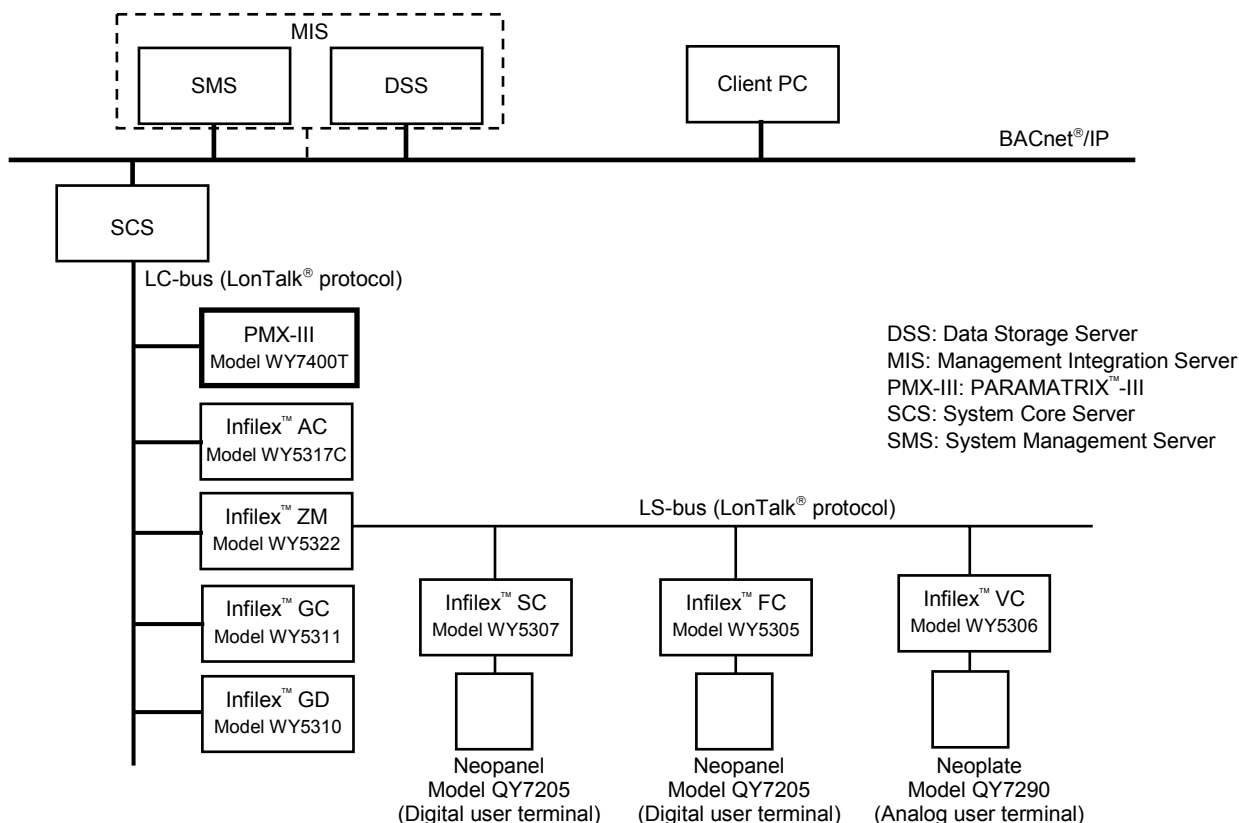 MIS
SMS
DSS
Client PC
BACnet®/IP
SCS
LC-bus (LonTalk® protocol)
PMX-III
Model WY7400T
DSS: Data Storage Server
MIS: Management Integration Server
PMX-III: PARAMATRIX™-III
SCS: System Core Server
SMS: System Management Server
Infilex™ AC
Model WY5317C
Infilex™ ZM
Model WY5322
LS-bus (LonTalk® protocol)
Infilex™ GC
Model WY5311
Infilex™ GD
Model WY5310
Infilex™ SC
Model WY5307
Infilex™ FC
Model WY5305
Infilex™ VC
Model WY5306
Neopanel
Model QY7205
(Digital user terminal)
Neopanel
Model QY7205
(Digital user terminal)
Neoplate
Model QY7290
(Analog user terminal)